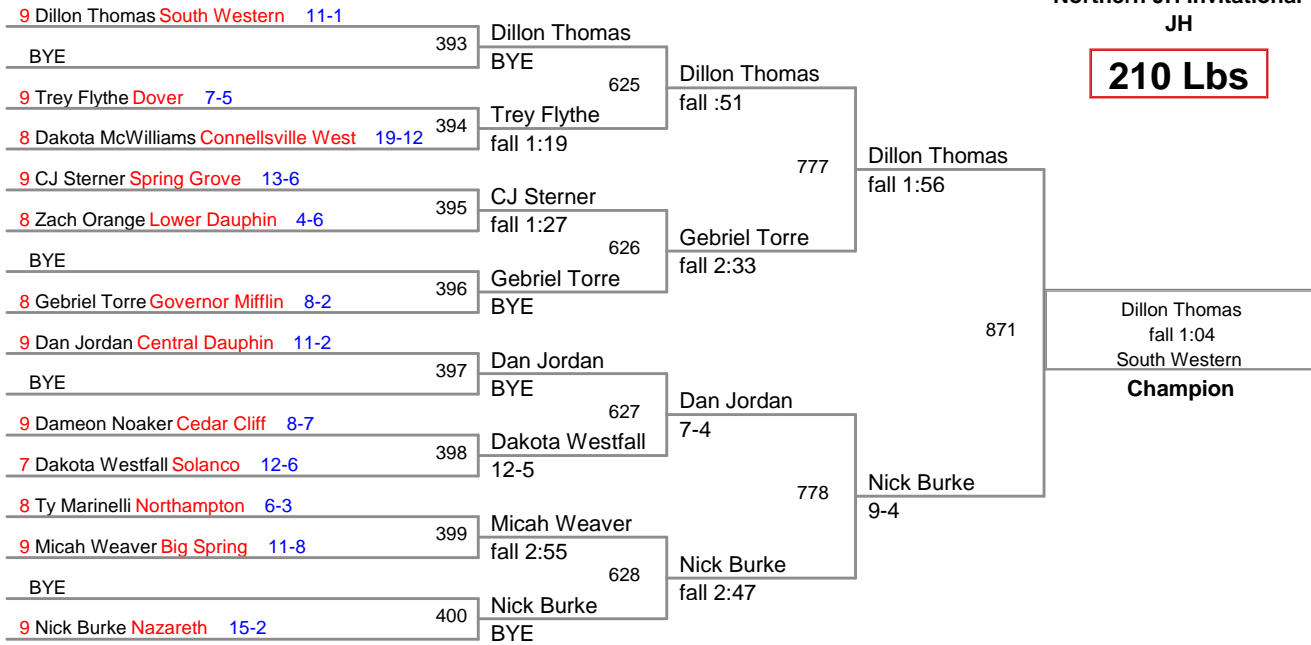 Northern JH Invitational
JH
210 Lbs
9 Dillon Thomas South Western 11-1
BYE
393
9 Trey Flythe Dover 7-5
8 Dakota McWilliams Connellsville West 19-12
394
9 CJ Sterner Spring Grove 13-6
8 Zach Orange Lower Dauphin 4-6
395
BYE
8 Gebriel Torre Governor Mifflin 8-2
396
9 Dan Jordan Central Dauphin 11-2
BYE
397
9 Dameon Noaker Cedar Cliff 8-7
7 Dakota Westfall Solanco 12-6
398
8 Ty Marinelli Northampton 6-3
9 Micah Weaver Big Spring 11-8
399
BYE
9 Nick Burke Nazareth 15-2
400
Dillon Thomas
BYE
625
Trey Flythe
fall 1:19
CJ Sterner
fall 1:27
626
Gebriel Torre
BYE
Dan Jordan
BYE
627
Dakota Westfall
12-5
Micah Weaver
fall 2:55
628
Nick Burke
BYE
Dillon Thomas
fall :51
777
Gebriel Torre
fall 2:33
Dan Jordan
7-4
778
Nick Burke
fall 2:47
Dillon Thomas
fall 1:56
871
Nick Burke
9-4
Dillon Thomas
fall 1:04
South Western
Champion